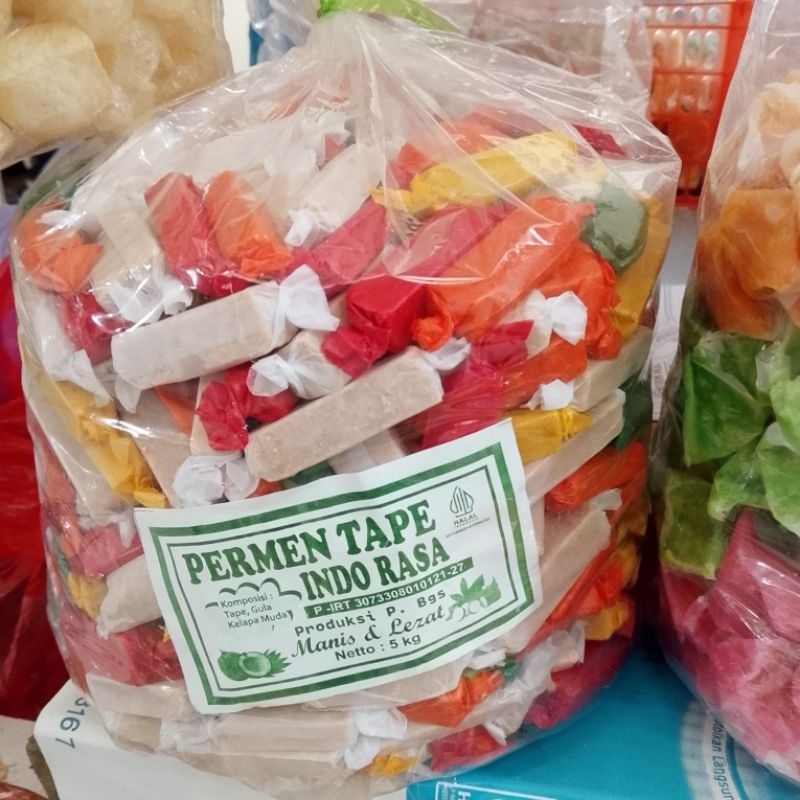 PERMEN TAPE
INDO RASA
HALAL
Komposisi :
Tape, Gula
Kelapa Muda
P-IRT 3073308010121-27
Produksi P. Bgs
Manis & Lezat
Netto : 5 kg
3161